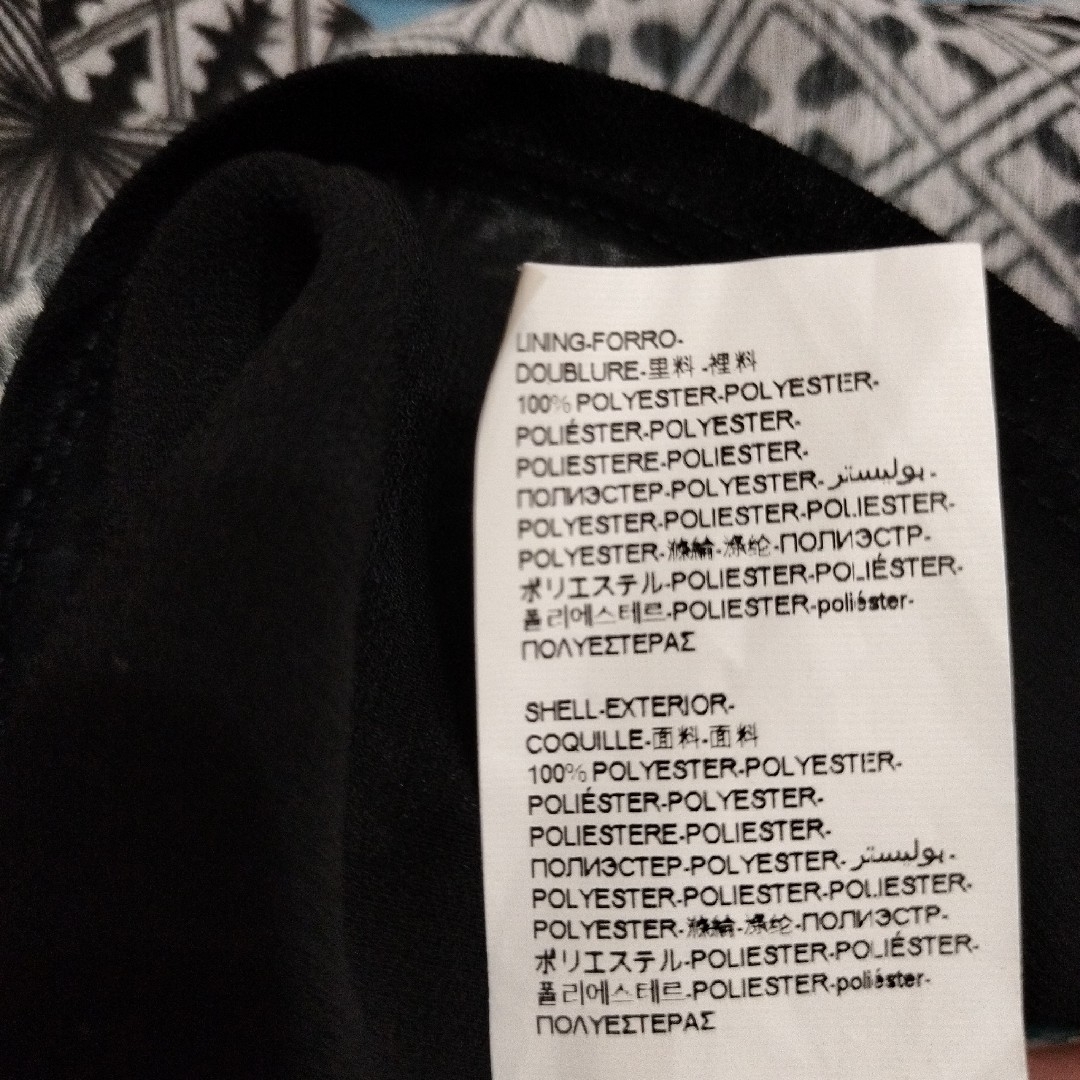 LINING-FORRO-
DOUBLURE-里料-裡料
100% POLYESTER-POLYESTER-
POLIÉSTER-POLYESTER-
POLIESTERE-POLIESTER-
ПОЛИЭСТЕР-POLYESTER-بوليستر-
POLYESTER-POLIESTER-POLIESTER-
POLYESTER-滌綸-涤纶-ПОЛИЭСТР-
ポリエステル-POLIESTER-POLIÉSTER-
폴리에스테르-POLIESTER-poliéster-
ΠΟΛΥΕΣΤΕΡΑΣ
SHELL-EXTERIOR-
COQUILLE-面料-面料
100% POLYESTER-POLYESTER-
POLIÉSTER-POLYESTER-
POLIESTERE-POLIESTER-
ПОЛИЭСТЕР-POLYESTER-بوليستر-
POLYESTER-POLIESTER-POLIESTER-
POLYESTER-滌綸-涤纶-ПОЛИЭСТР-
ポリエステル-POLIESTER-POLIÉSTER-
폴리에스테르-POLIESTER-poliéster-
ΠΟΛΥΕΣΤΕΡΑΣ